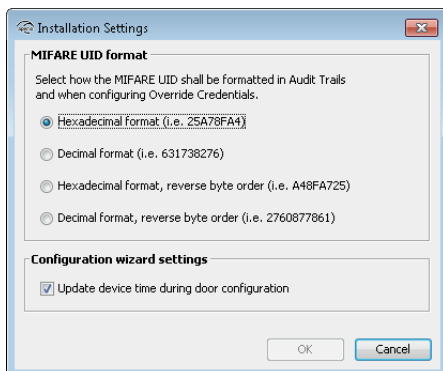 Installation Settings
MIFARE UID format
Select how the MIFARE UID shall be formatted in Audit Trails
and when configuring Override Credentials.
Hexadecimal format (i.e. 25A78FA4)
Decimal format (i.e. 631738276)
Hexadecimal format, reverse byte order (i.e. A48FA725)
Decimal format, reverse byte order (i.e. 2760877861)
Configuration wizard settings
Update device time during door configuration
OK
Cancel